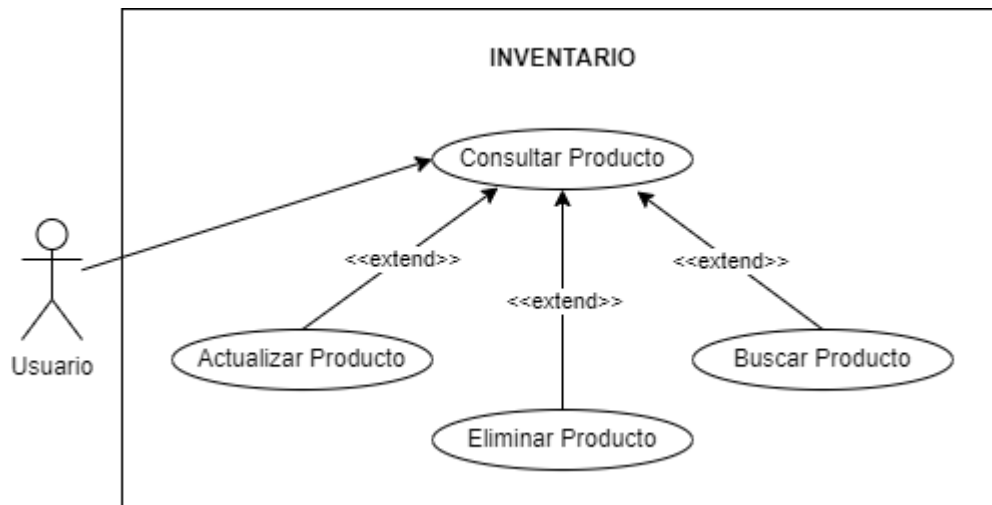 INVENTARIO
Consultar Producto
<<extend>>
<<extend>>
<<extend>>
Usuario
Actualizar Producto
Buscar Producto
Eliminar Producto